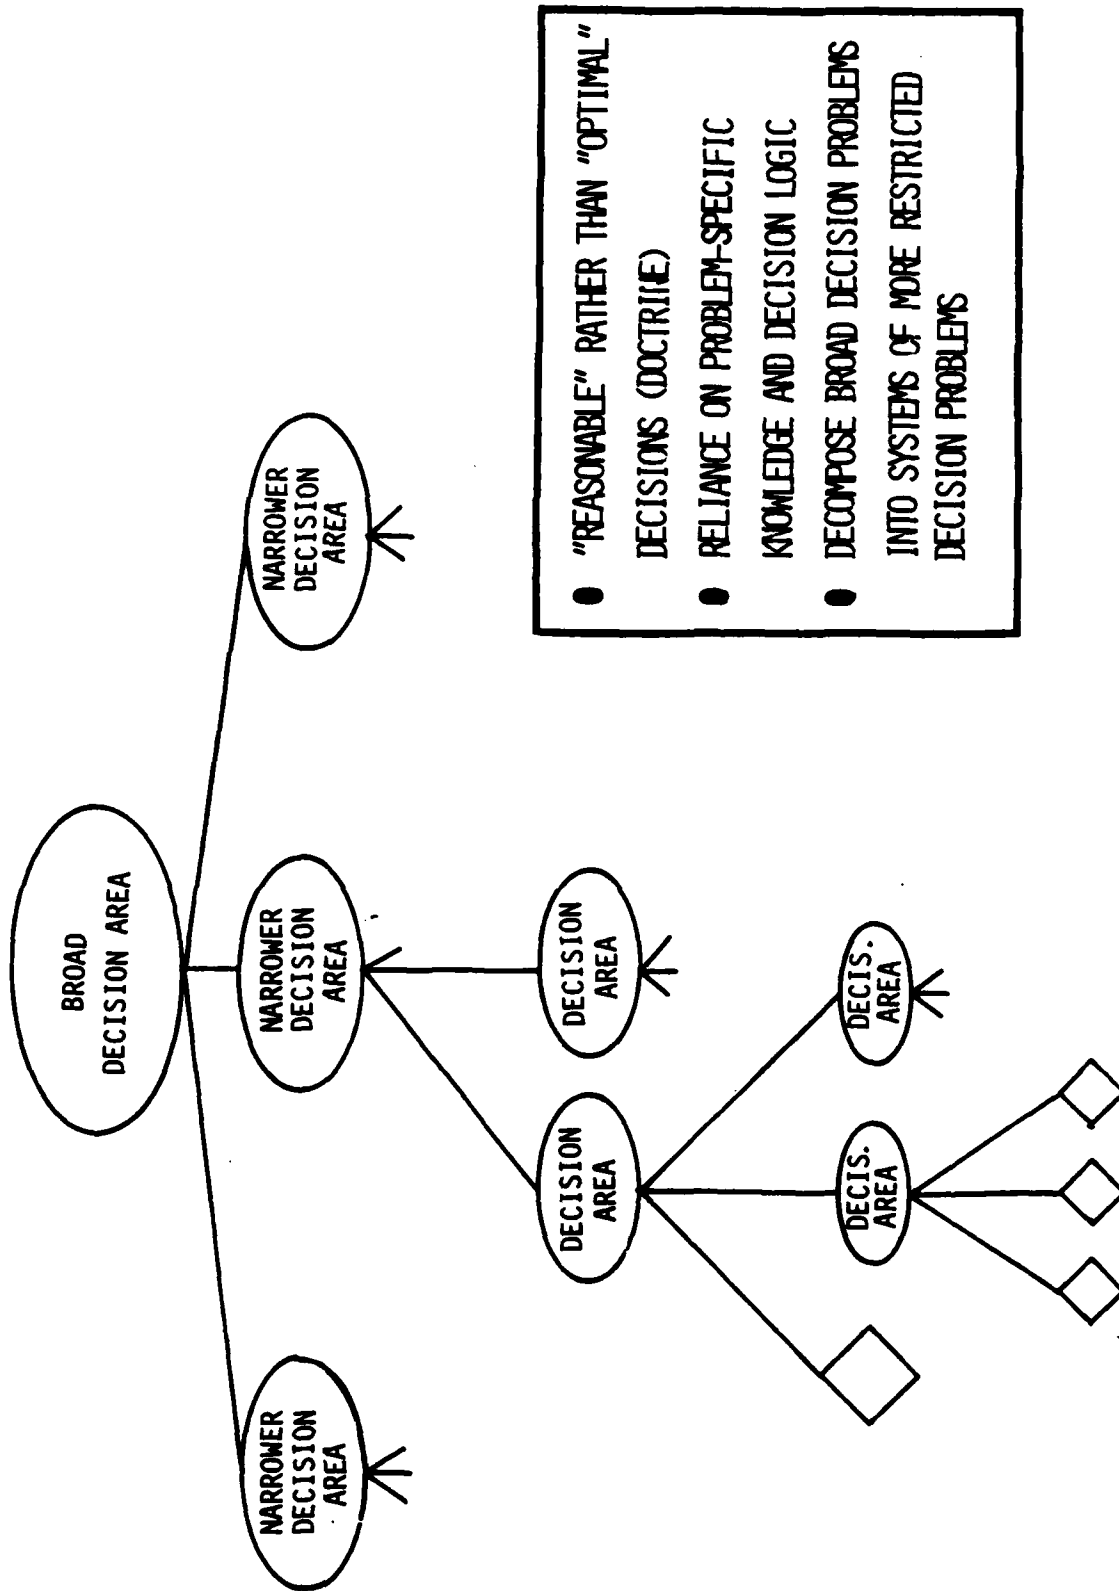 BROAD
DECISION AREA
NARROWER
DECISION
AREA
NARROWER
DECISION
AREA
NARROWER
DECISION
AREA
DECISION
AREA
DECISION
AREA
DECIS.
AREA
DECIS.
AREA
● "REASONABLE" RATHER THAN "OPTIMAL"
DECISIONS (DOCTRINE)
● RELIANCE ON PROBLEM-SPECIFIC
KNOWLEDGE AND DECISION LOGIC
● DECOMPOSE BROAD DECISION PROBLEMS
INTO SYSTEMS OF MORE RESTRICTED
DECISION PROBLEMS